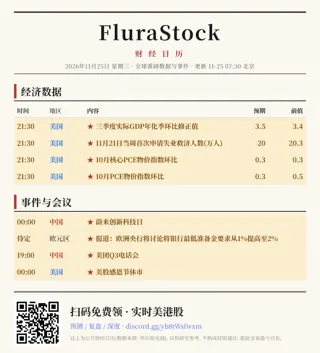 FluraStock
财经日历
2026年11月25日 星期三 · 全球重磅数据与事件 · 更新 11-25 07:30 北京
经济数据
时间 地区 内容 预期 前值
21:30 美国 ★ 三季度实际GDP年化季环比修正值 3.5 3.4
21:30 美国 ★ 11月21日当周首次申请失业救济人数(万人) 20 20.3
21:30 美国 ★ 10月核心PCE物价指数环比 0.3 0.3
21:30 美国 ★ 10月PCE物价指数环比 0.3 0.5
事件与会议
00:00 中国 ★ 蔚来创新科技日
待定 欧元区 ★ 报道：欧洲央行将讨论将银行最低准备金要求从1%提高至2%
19:00 中国 ★ 美团Q3电话会
00:00 美国 ★ 美股感恩节休市
扫码免费领 · 实时美港股
预测 / 复盘 / 深度 · discord.gg/yh8tWsfwxm